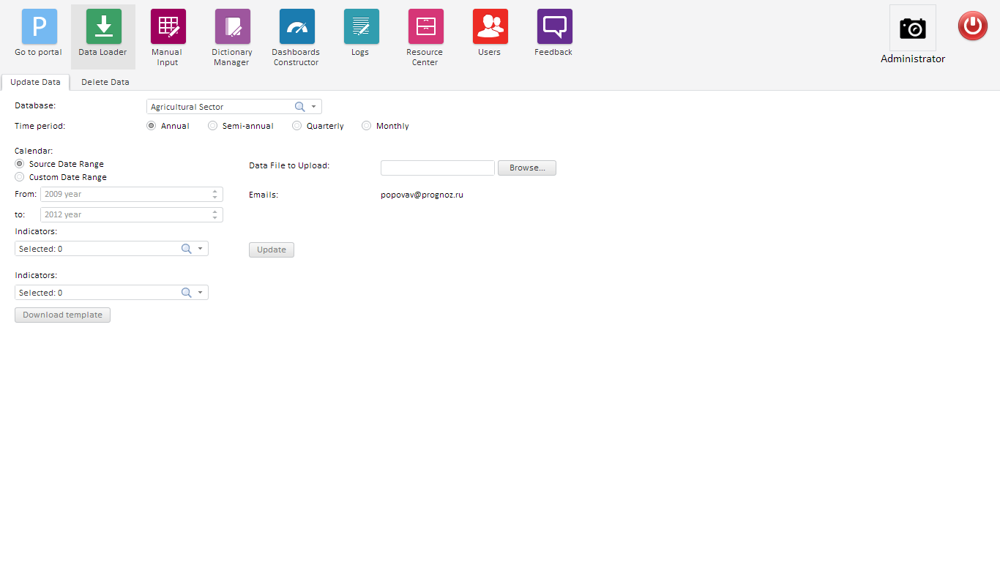 P
Go to portal
Data Loader
Manual
Input
Dictionary
Manager
Dashboards
Constructor
Logs
Resource
Center
Users
Feedback
Administrator
Update Data
Delete Data
Database:
Agricultural Sector
Time period:
Annual
Semi-annual
Quarterly
Monthly
Calendar:
Source Date Range
Custom Date Range
Data File to Upload:
Browse...
From:
2009 year
Emails:
popovav@prognoz.ru
to:
2012 year
Indicators:
Selected: 0
Update
Indicators:
Selected: 0
Download template